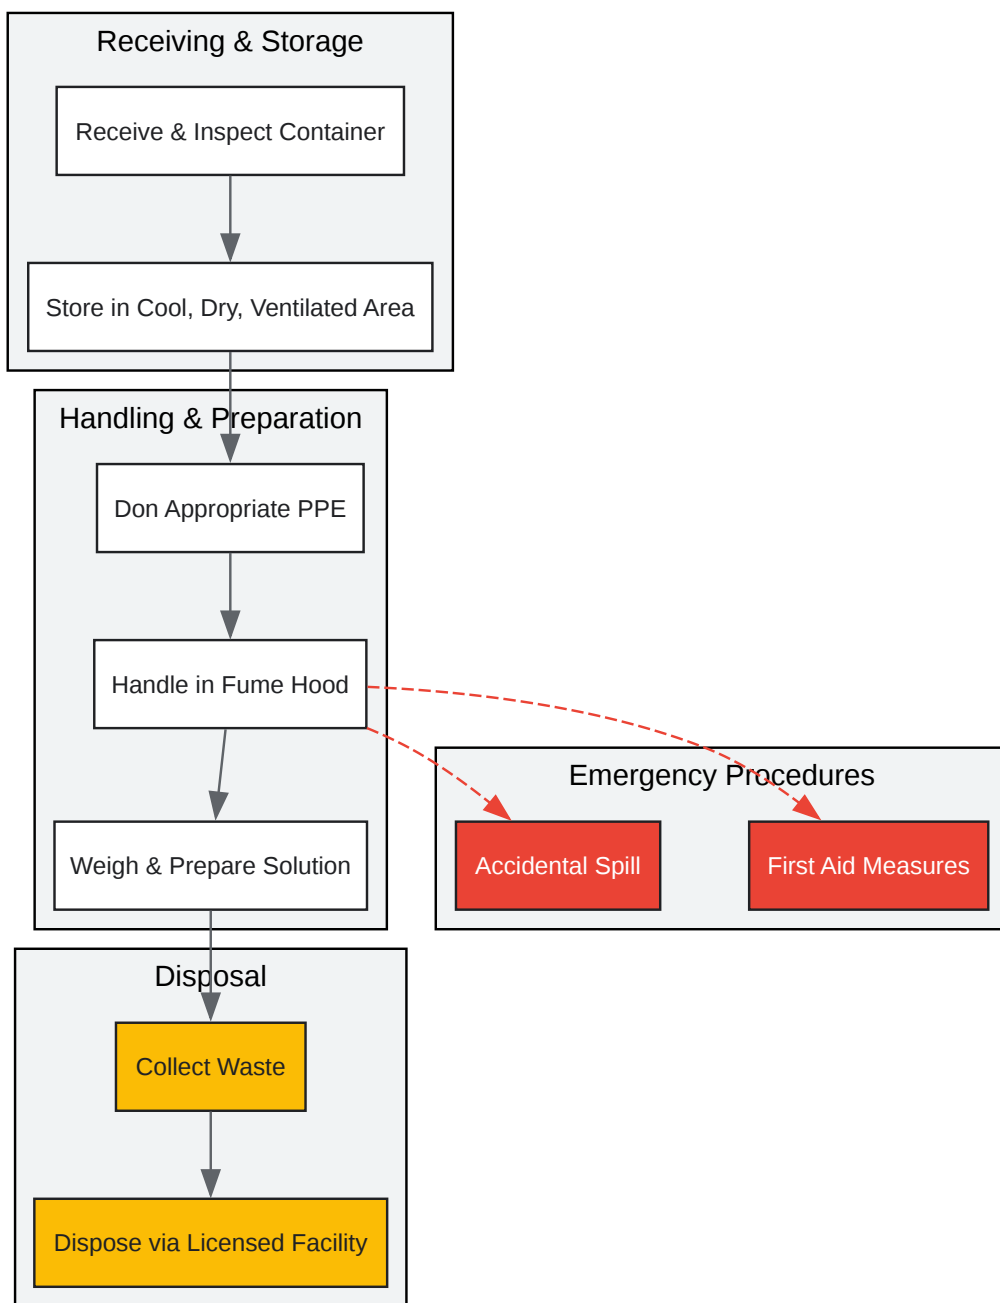 Receiving & Storage
Receive & Inspect Container
Store in Cool, Dry, Ventilated Area
Handling & Preparation
Don Appropriate PPE
Handle in Fume Hood
Weigh & Prepare Solution
Emergency Procedures
Accidental Spill
First Aid Measures
Disposal
Collect Waste
Dispose via Licensed Facility